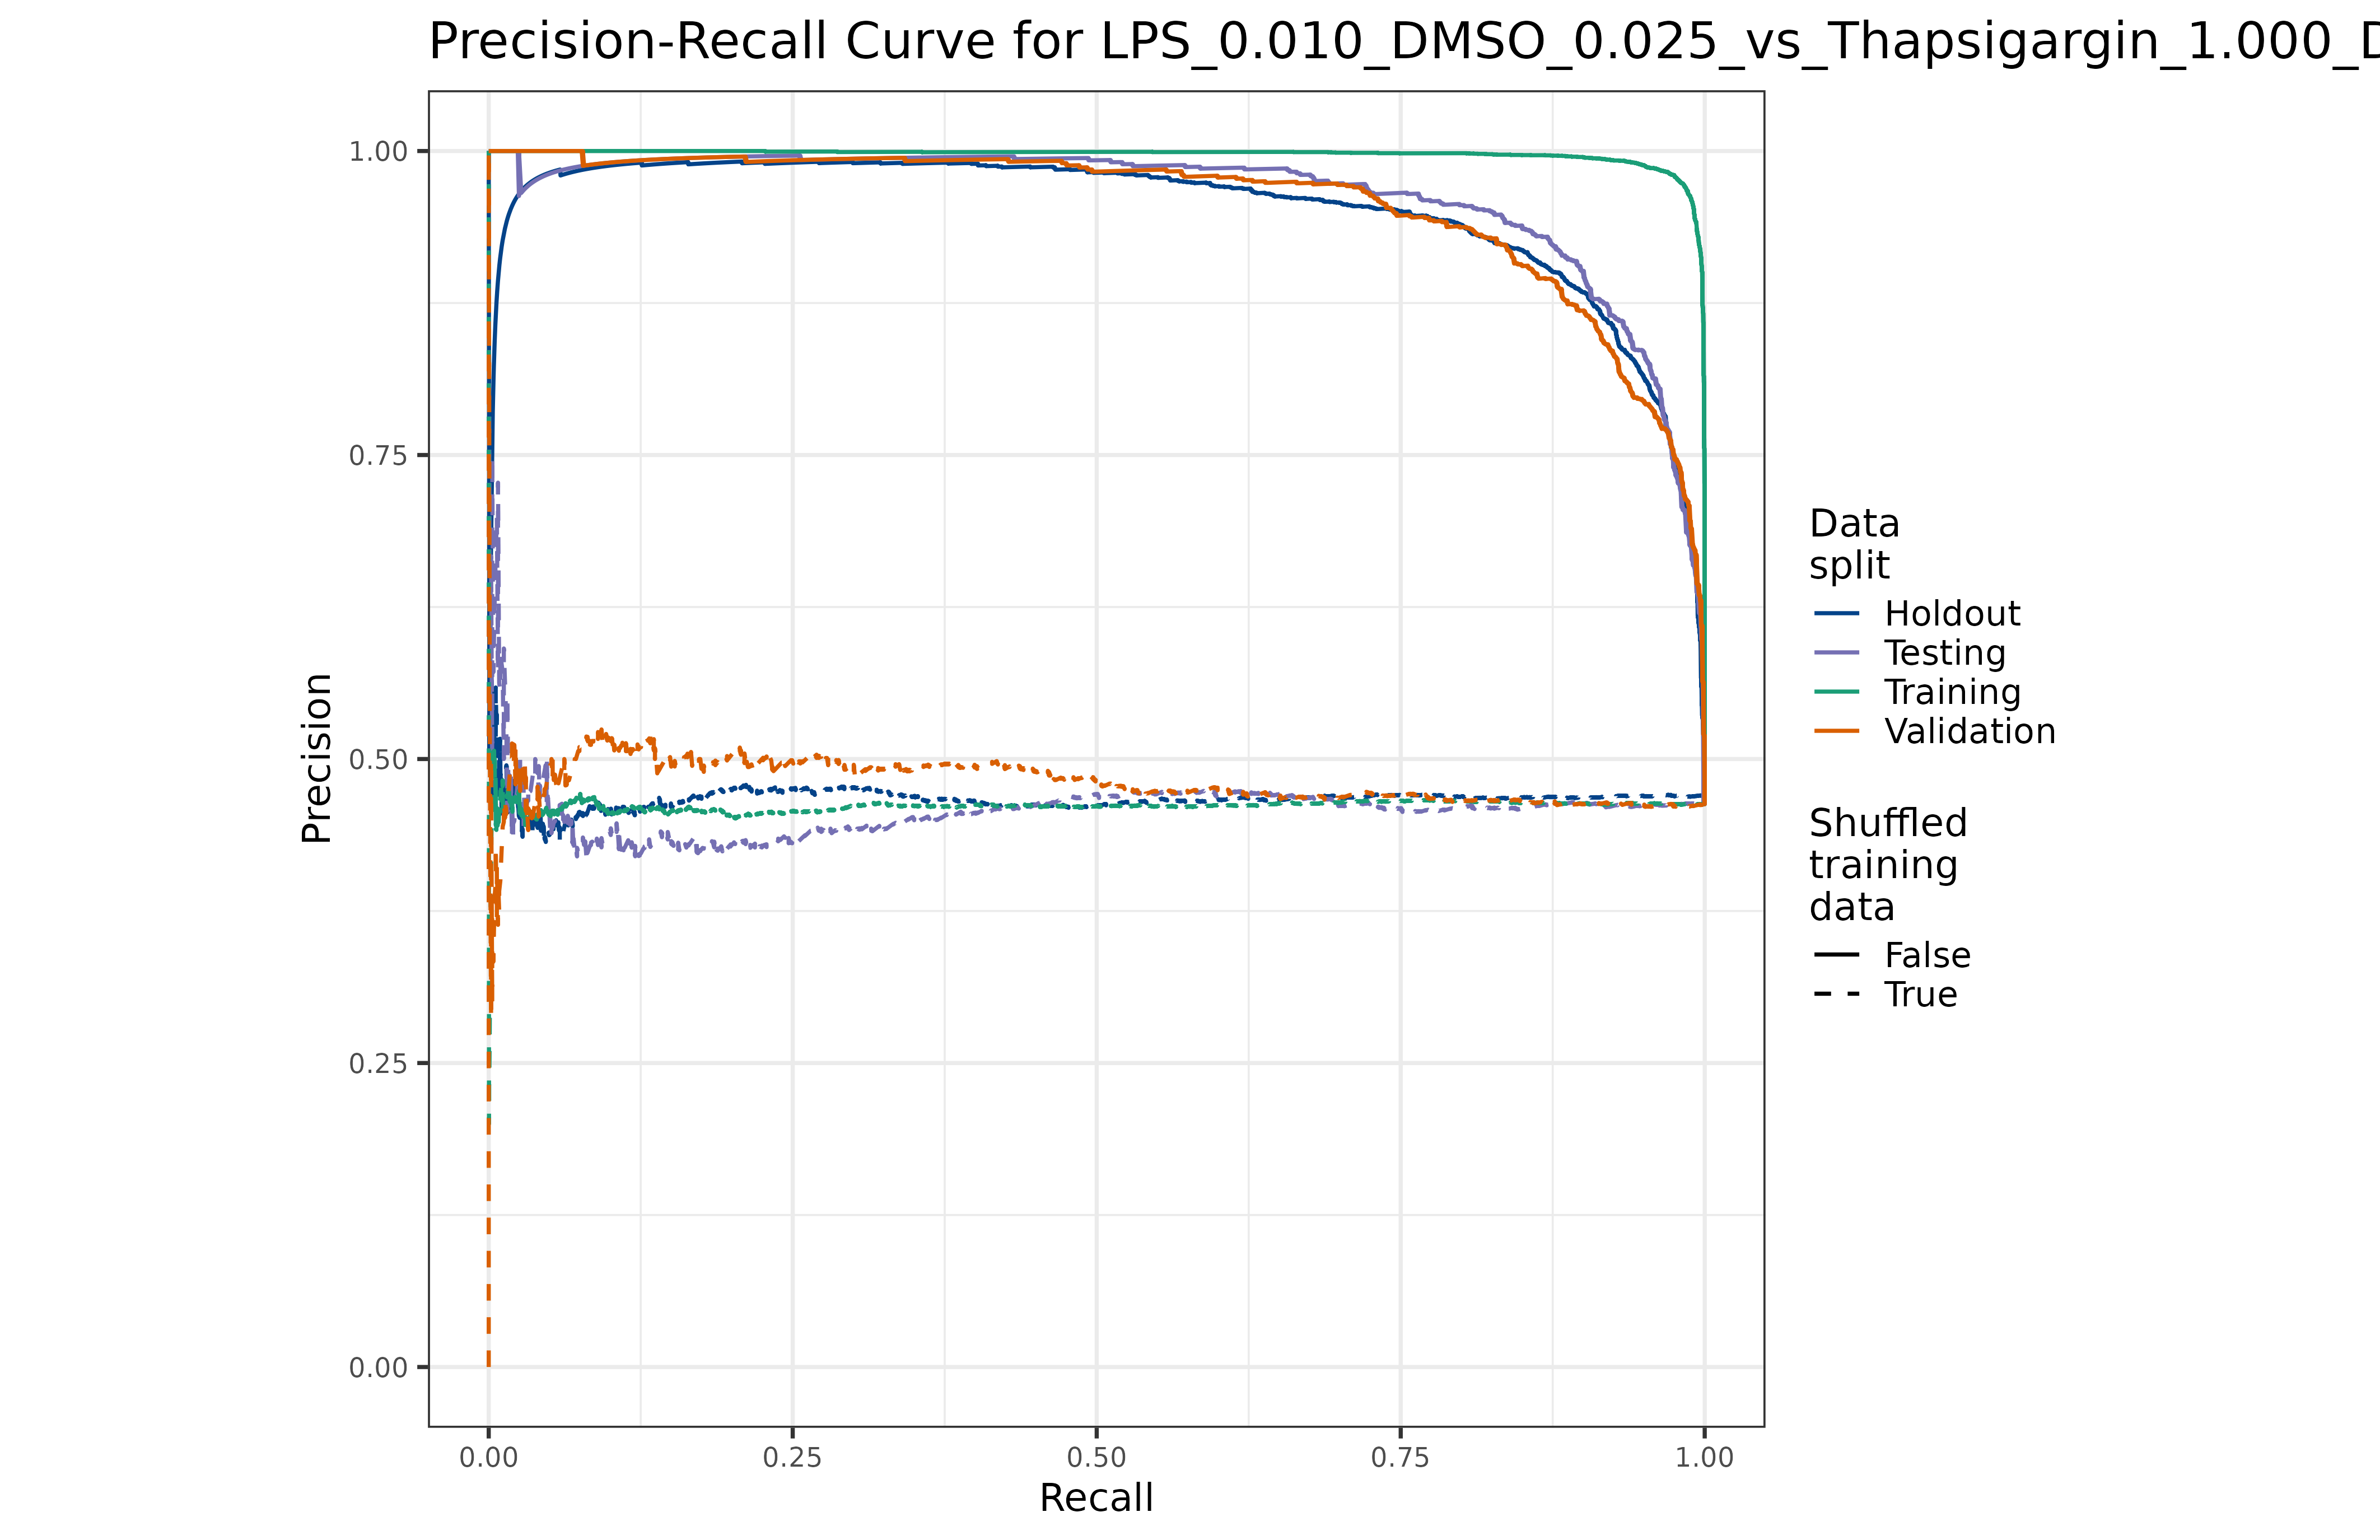 Precision-Recall Curve for LPS_0.010_DMSO_0.025_vs_Thapsigargin_1.000_D
1.00
0.75
0.50
0.25
0.00
Precision
0.00 0.25 0.50 0.75 1.00
Recall
Data
split
Holdout
Testing
Training
Validation
Shuffled
training
data
False
True